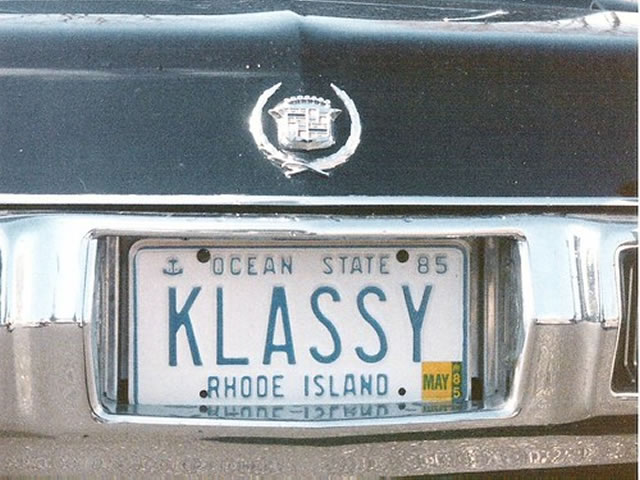 OCEAN STATE 85
KLASSY
RHODE ISLAND
MAY 85